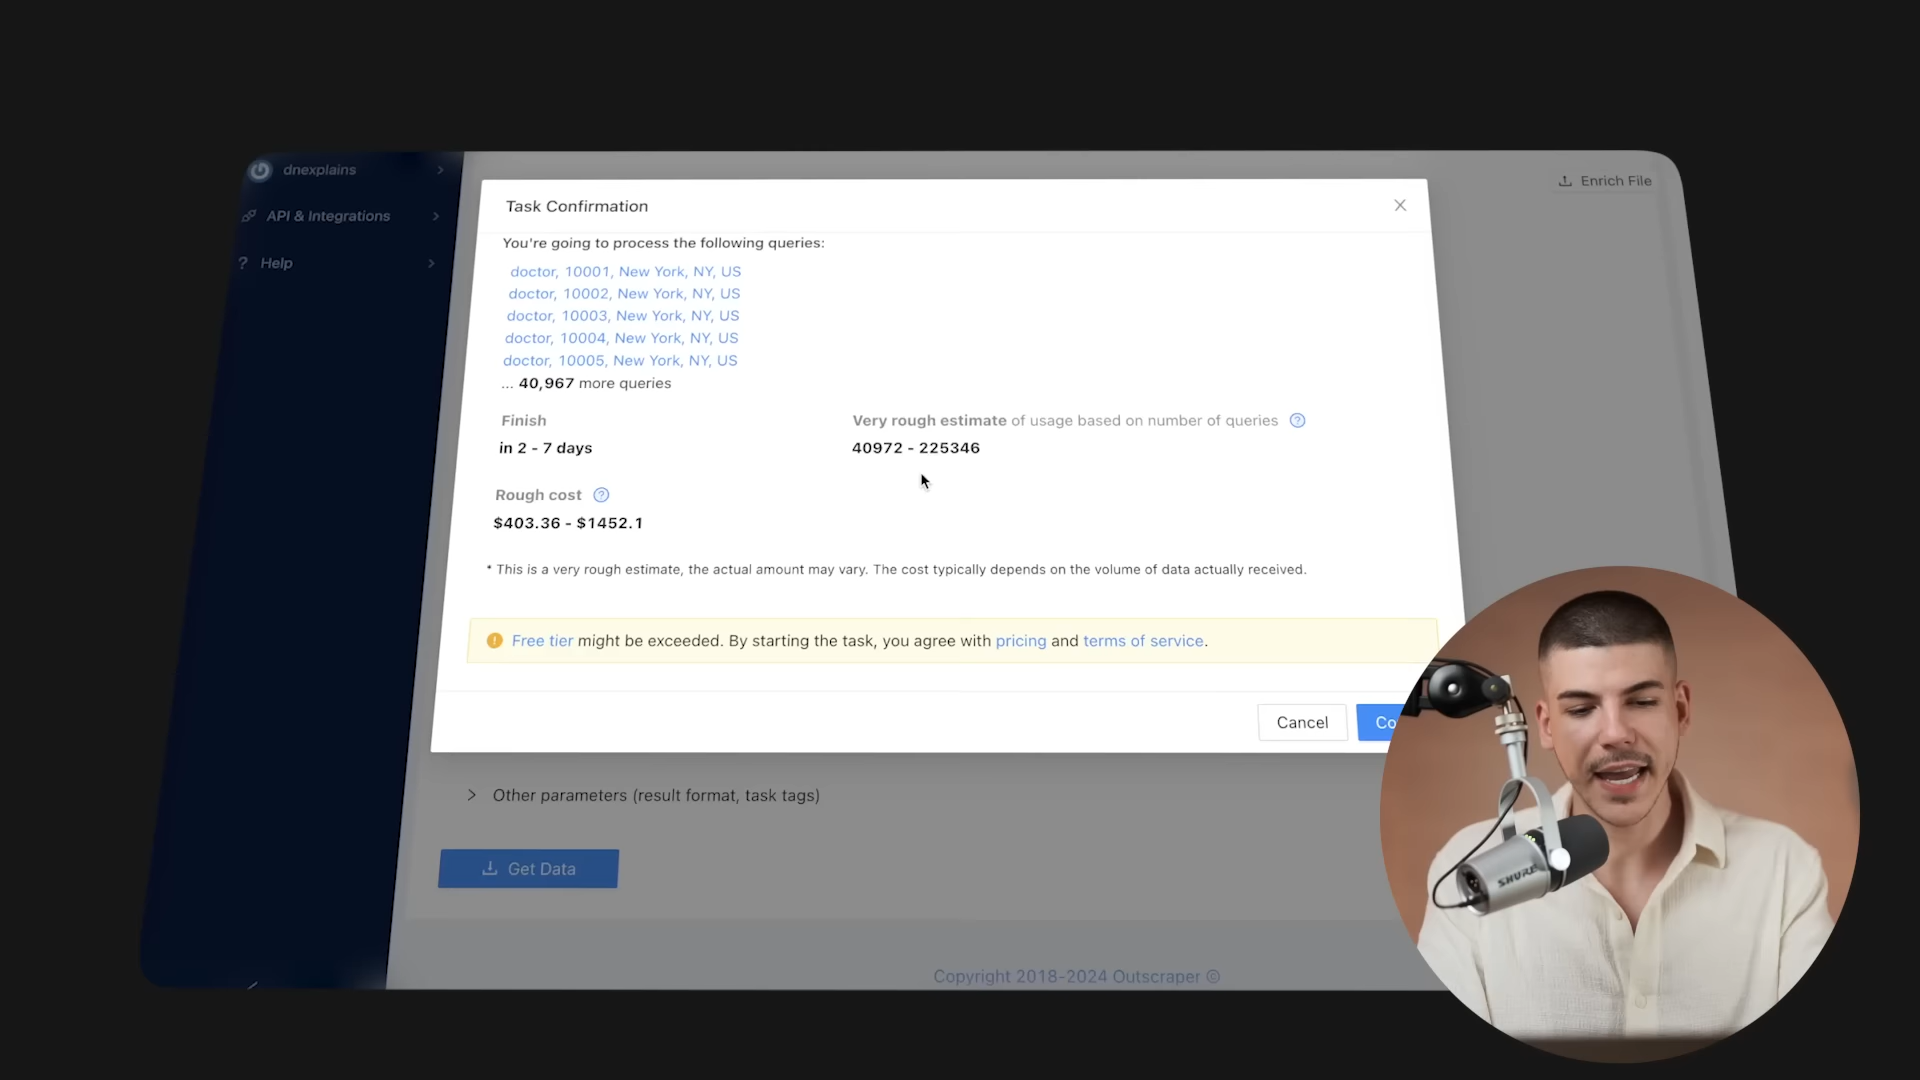 dnexplains
Enrich File
API & Integrations
? Help
Task Confirmation
You're going to process the following queries:
doctor, 10001, New York, NY, US
doctor, 10002, New York, NY, US
doctor, 10003, New York, NY, US
doctor, 10004, New York, NY, US
doctor, 10005, New York, NY, US
... 40,967 more queries
Finish
in 2 - 7 days
Very rough estimate of usage based on number of queries
40972 - 225346
Rough cost
$403.36 - $1452.1
* This is a very rough estimate, the actual amount may vary. The cost typically depends on the volume of data actually received.
Free tier might be exceeded. By starting the task, you agree with pricing and terms of service.
Cancel
Co
Other parameters (result format, task tags)
Get Data
SHURE
Copyright 2018-2024 Outscraper ©